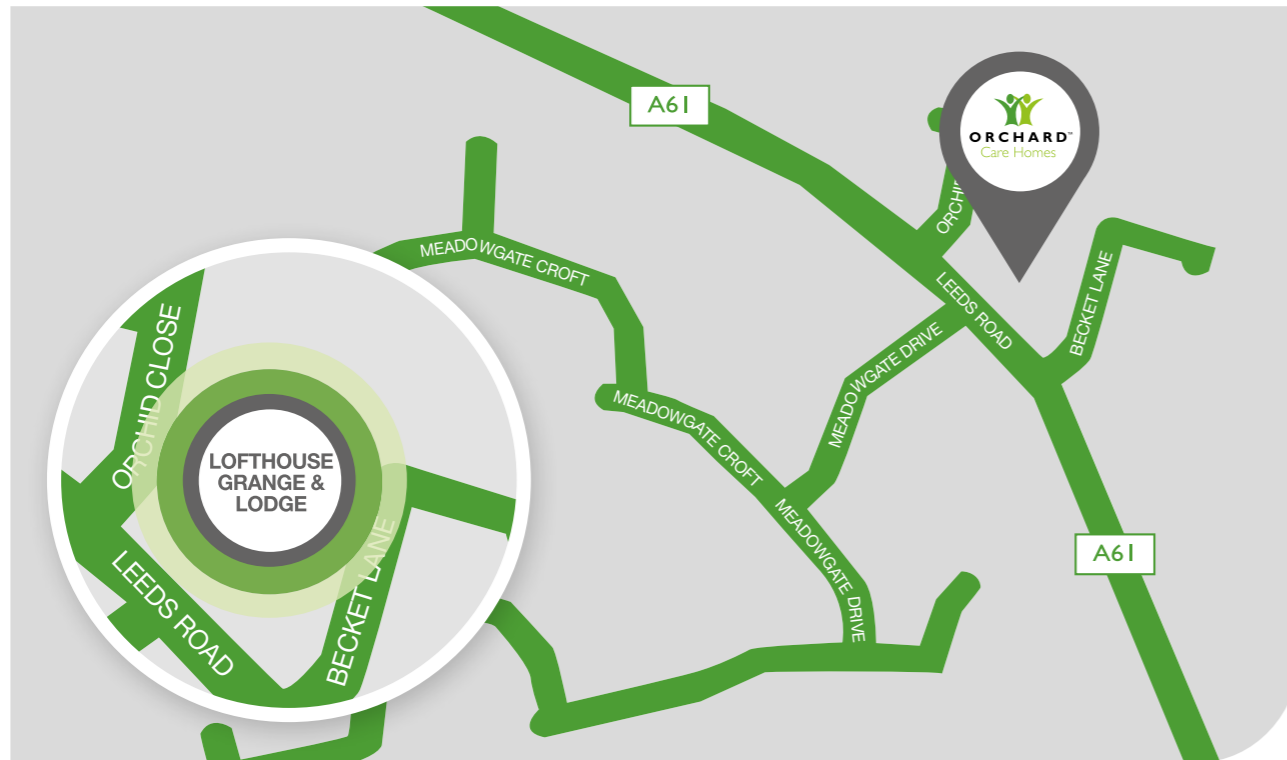 A61
ORCHARD™
Care Homes
ORCHID
MEADOWGATE CROFT
LEEDS ROAD
BECKET LANE
MEADOWGATE DRIVE
MEADOWGATE CROFT
MEADOWGATE DRIVE
A61
ORCHID CLOSE
LOFTHOUSE
GRANGE &
LODGE
LEEDS ROAD
BECKET LANE